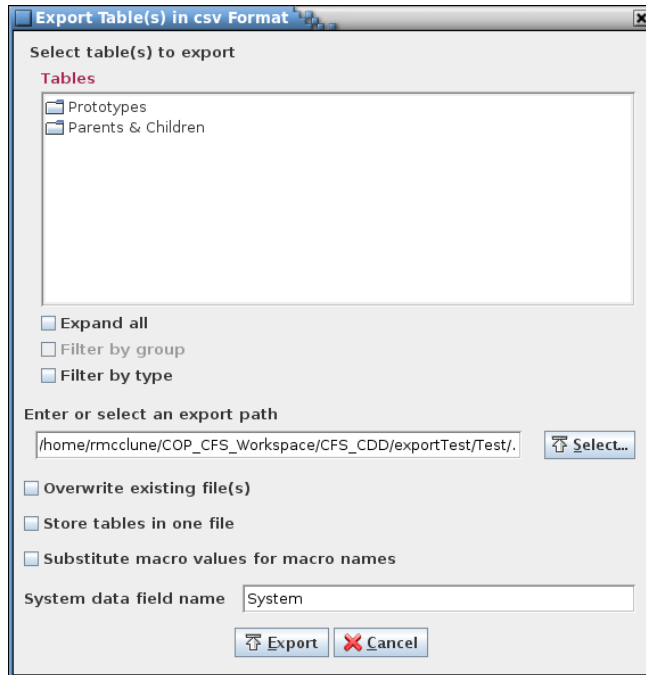 Export Table(s) in csv Format
Select table(s) to export
Tables
Prototypes
Parents & Children
Expand all
Filter by group
Filter by type
Enter or select an export path
/home/rmcclune/COP_CFS_Workspace/CFS_CDD/exportTest/Test/.
Select...
Overwrite existing file(s)
Store tables in one file
Substitute macro values for macro names
System data field name System
Export Cancel